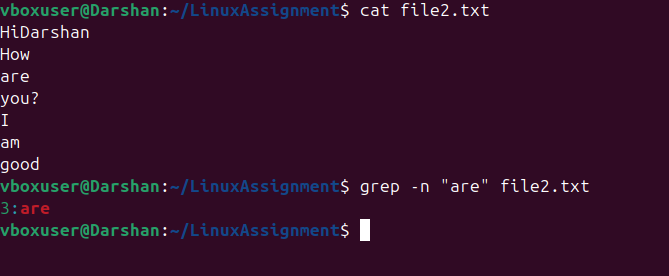 vboxuser@Darshan:~/LinuxAssignment$ cat file2.txt
HiDarshan
How
are
you?
I
am
good
vboxuser@Darshan:~/LinuxAssignment$ grep -n "are" file2.txt
3:are
vboxuser@Darshan:~/LinuxAssignment$